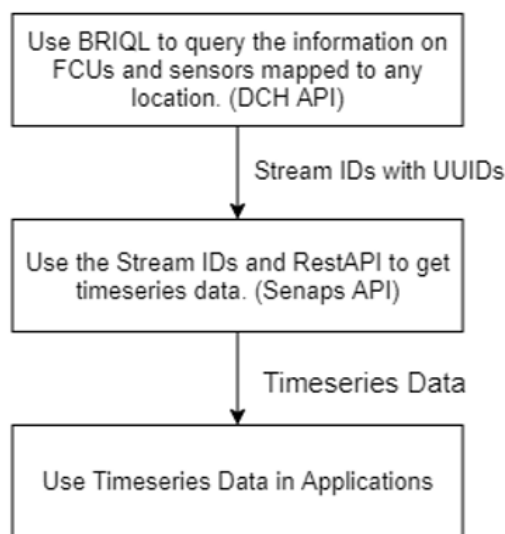 Use BRIQL to query the information on
FCUs and sensors mapped to any
location. (DCH API)
Stream IDs with UUIDs
Use the Stream IDs and RestAPI to get
timeseries data. (Senaps API)
Timeseries Data
Use Timeseries Data in Applications